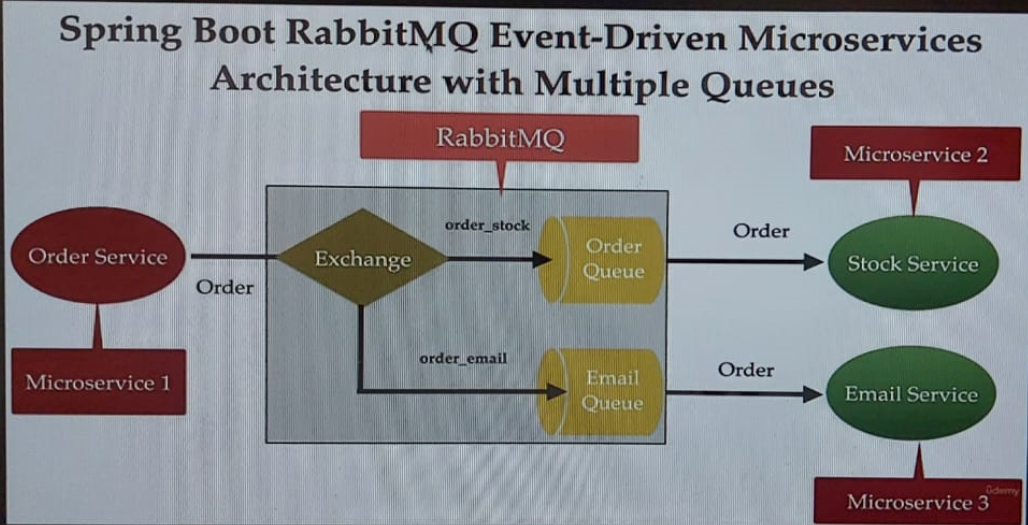 Spring Boot RabbitMQ Event-Driven Microservices
Architecture with Multiple Queues
RabbitMQ
Microservice 2
order_stock
Order
Order Service
Exchange
Order
Queue
Stock Service
Order
Microservice 1
order_email
Order
Email
Queue
Email Service
Microservice 3
ûdemy